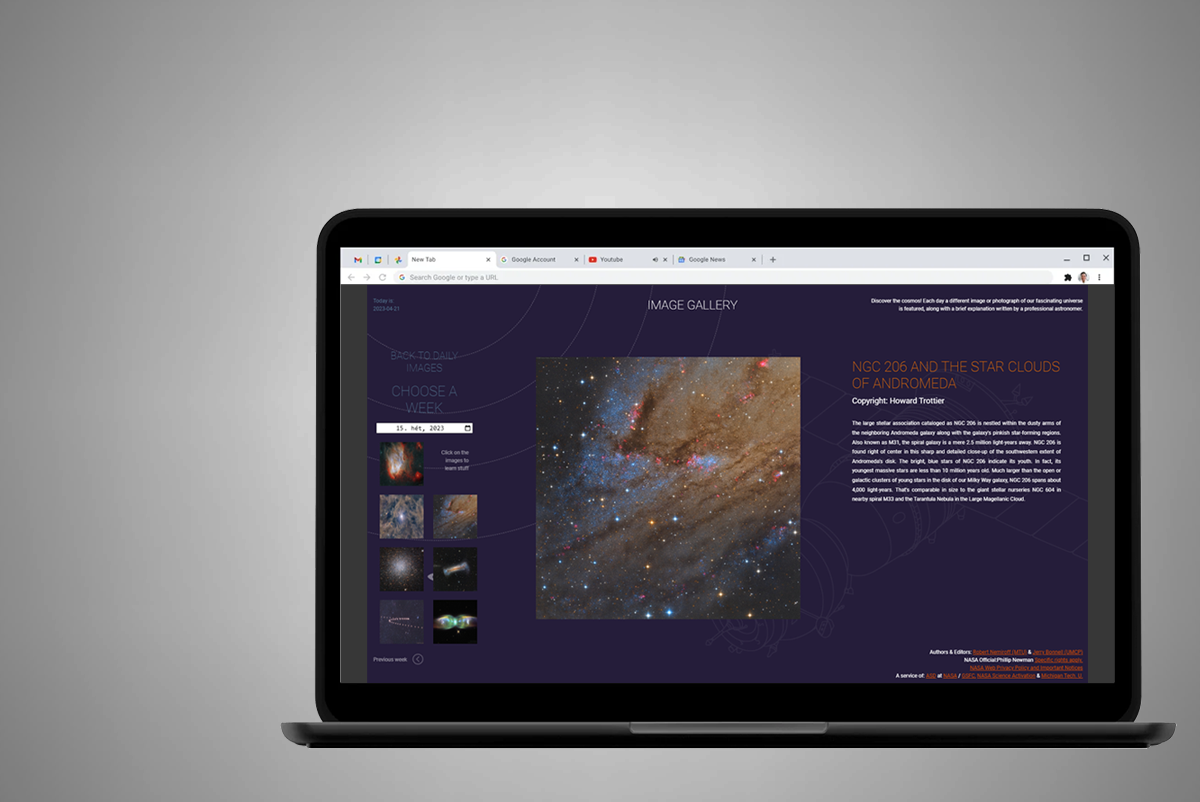 New Tab
Google Account
Youtube
Google News
Search Google or type a URL
Today is
2023-04-21
IMAGE GALLERY
Discover the cosmos! Each day a different image or photograph of our fascinating universe
is featured, along with a brief explanation written by a professional astronomer.
BACK TO DAILY
IMAGES
CHOOSE A
WEEK
15. hét, 2023
Click on the
images to
learn stuff
Previous week
NGC 206 AND THE STAR CLOUDS
OF ANDROMEDA
Copyright: Howard Trottier
The large stellar association cataloged as NGC 206 is nestled within the dusty arms of
the neighboring Andromeda galaxy along with the galaxy's pinkish star-forming regions.
Also known as M31, the spiral galaxy is a mere 2.5 million light-years away. NGC 206 is
found right of center in this sharp and detailed close-up of the southwestern extent of
Andromeda's disk. The bright, blue stars of NGC 206 indicate its youth. In fact, its
youngest massive stars are less than 10 million years old. Much larger than the open or
galactic clusters of young stars in the disk of our Milky Way galaxy, NGC 206 spans about
4,000 light-years. That's comparable in size to the giant stellar nurseries NGC 604 in
nearby spiral M33 and the Tarantula Nebula in the Large Magellanic Cloud.
Authors & Editors: Robert Nemiroff (MTU) & Jerry Bonnell (UMCP)
NASA Official:Phillip Newman Specific rights apply.
NASA Web Privacy Policy and Important Notices
A service of: ASD at NASA / GSFC, NASA Science Activation & Michigan Tech. U.